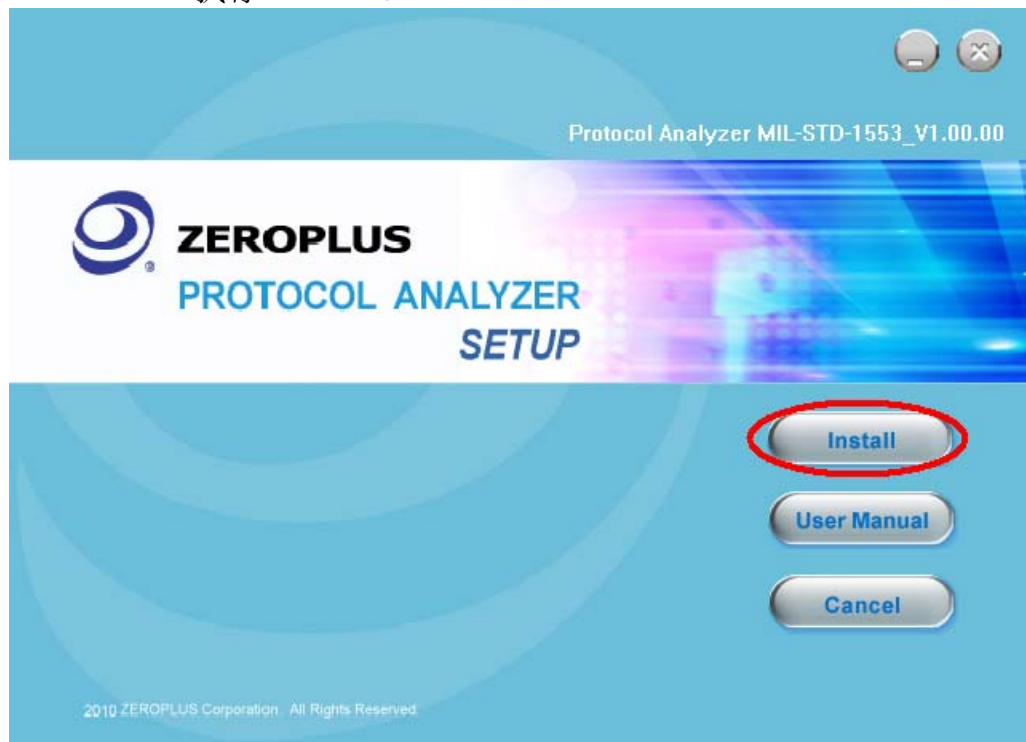 Protocol Analyzer MIL-STD-1553_V1.00.00
ZEROPLUS
PROTOCOL ANALYZER
SETUP
Install
User Manual
Cancel
2010 ZEROPLUS Corporation. All Rights Reserved.